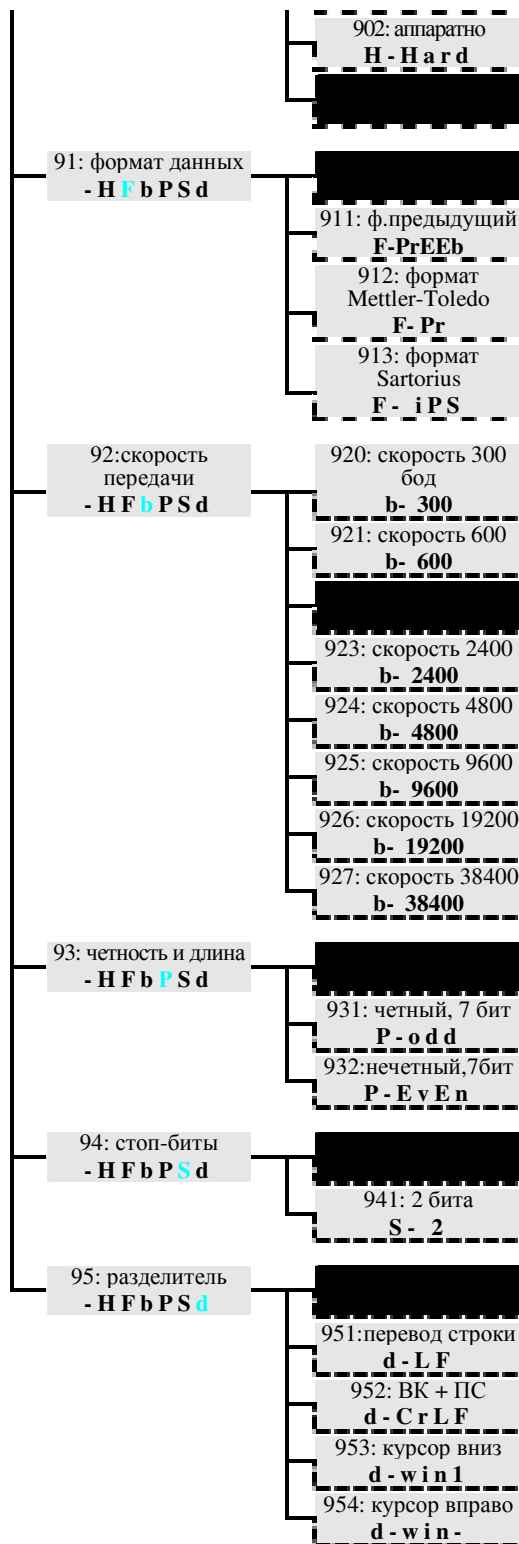 902: аппаратно
H - H a r d
91: формат данных
- H F b P S d
911: ф.предыдущий
F-PrEEb
912: формат
Mettler-Toledo
F- Pr
913: формат
Sartorius
F - i P S
92:скорость
передачи
- H F b P S d
920: скорость 300
бод
b- 300
921: скорость 600
b- 600
923: скорость 2400
b- 2400
924: скорость 4800
b- 4800
925: скорость 9600
b- 9600
926: скорость 19200
b- 19200
927: скорость 38400
b- 38400
93: четность и длина
- H F b P S d
931: четный, 7 бит
P - o d d
932:нечетный,7бит
P - E v E n
94: стоп-биты
- H F b P S d
941: 2 бита
S - 2
95: разделитель
- H F b P S d
951:перевод строки
d - L F
952: ВК + ПС
d - C r L F
953: курсор вниз
d - w i n 1
954: курсор вправо
d - w i n -